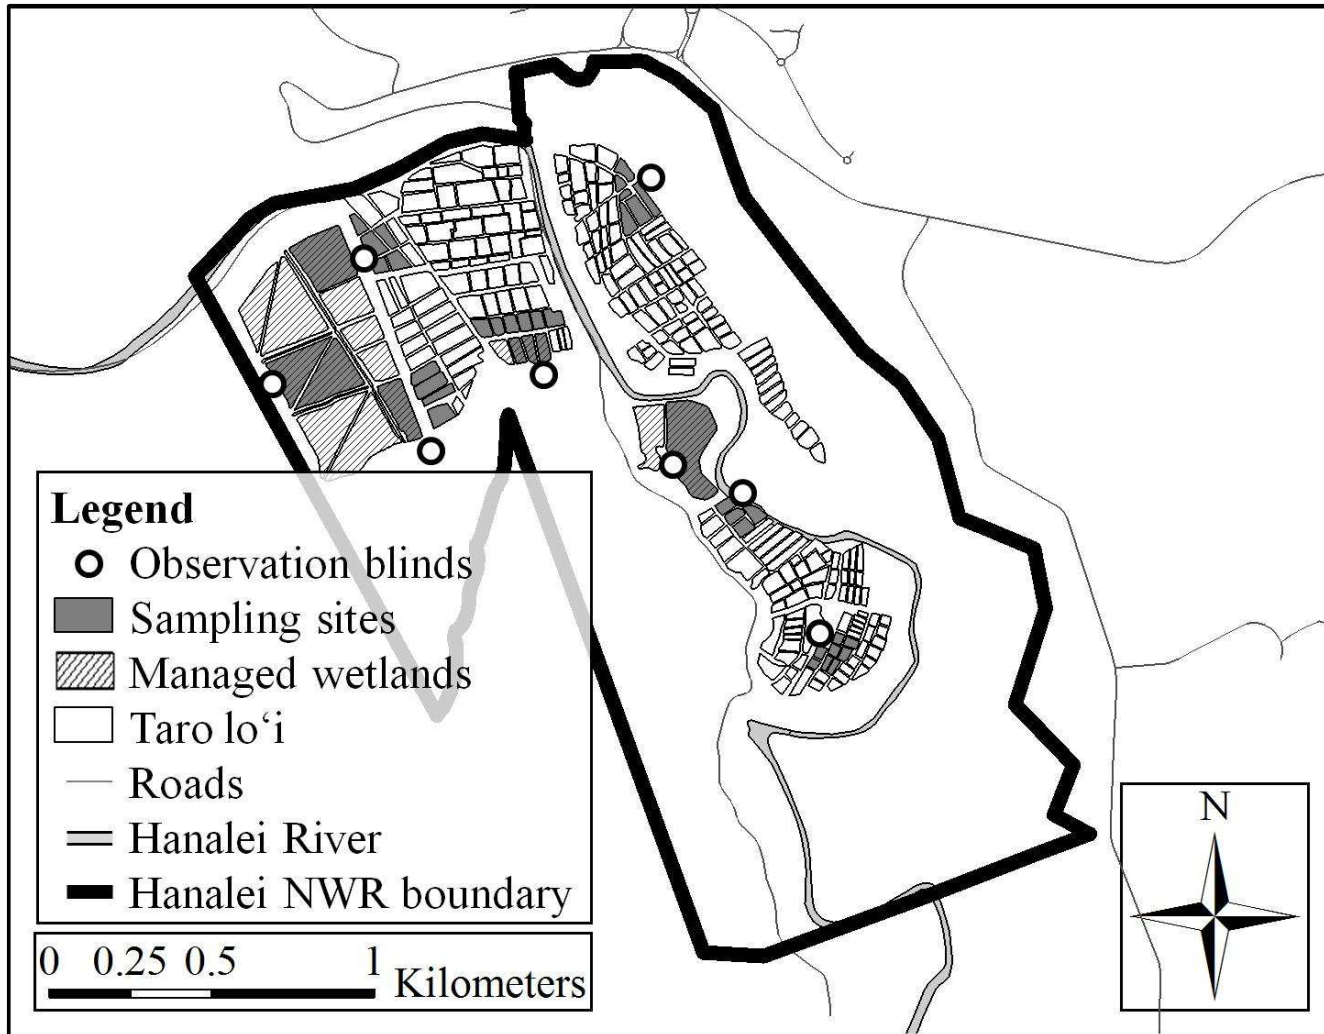 Legend
Observation blinds
Sampling sites
Managed wetlands
Taro lo‘i
Roads
Hanalei River
Hanalei NWR boundary
0 0.25 0.5 1 Kilometers
N